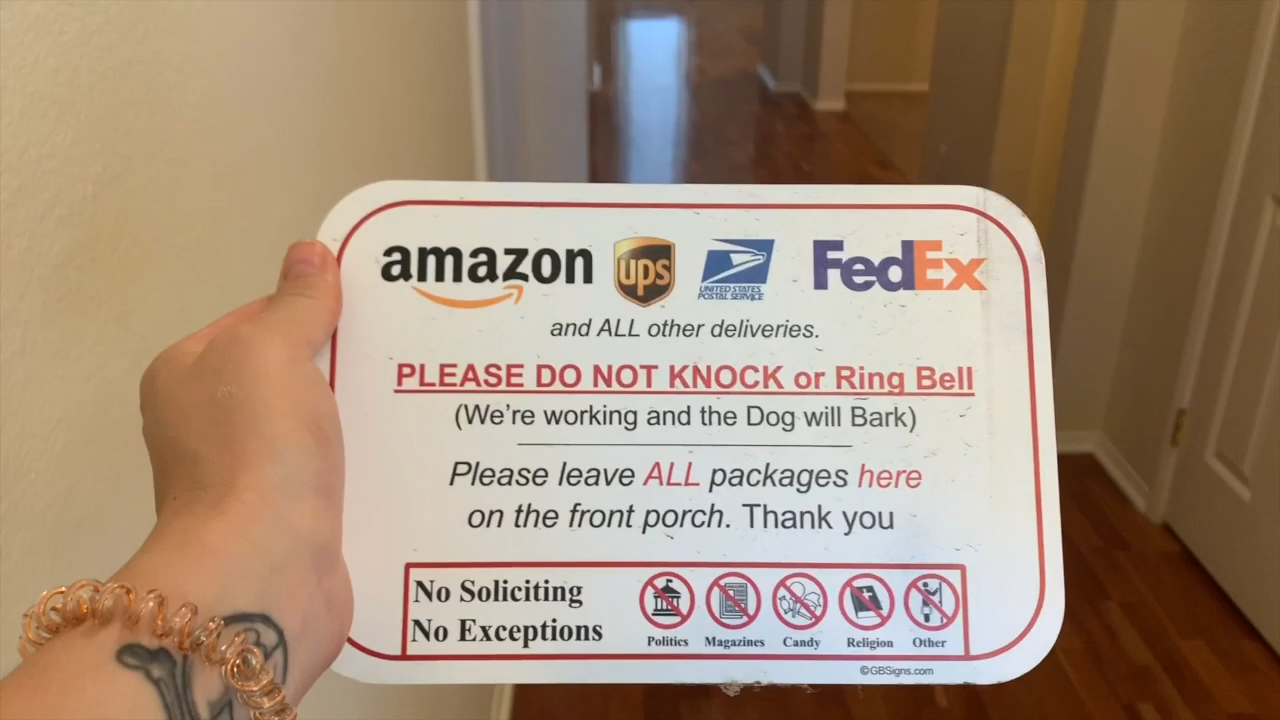 amazon ups UNITED STATES POSTAL SERVICE FedEx
and ALL other deliveries.
PLEASE DO NOT KNOCK or Ring Bell
(We're working and the Dog will Bark)
Please leave ALL packages here
on the front porch. Thank you
No Soliciting
No Exceptions
Politics Magazines Candy Religion Other
©GBSigns.com